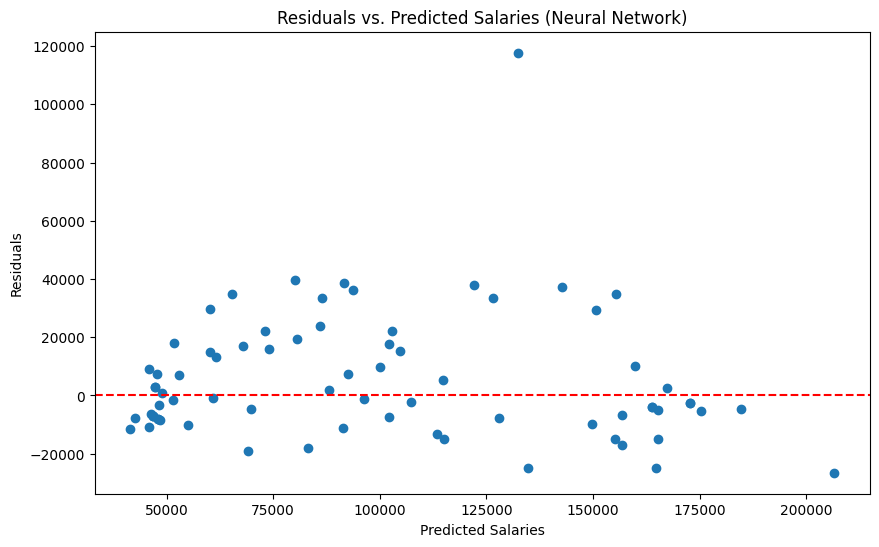 Residuals vs. Predicted Salaries (Neural Network)
120000
100000
80000
60000
40000
20000
0
−20000
Residuals
50000 75000 100000 125000 150000 175000 200000
Predicted Salaries